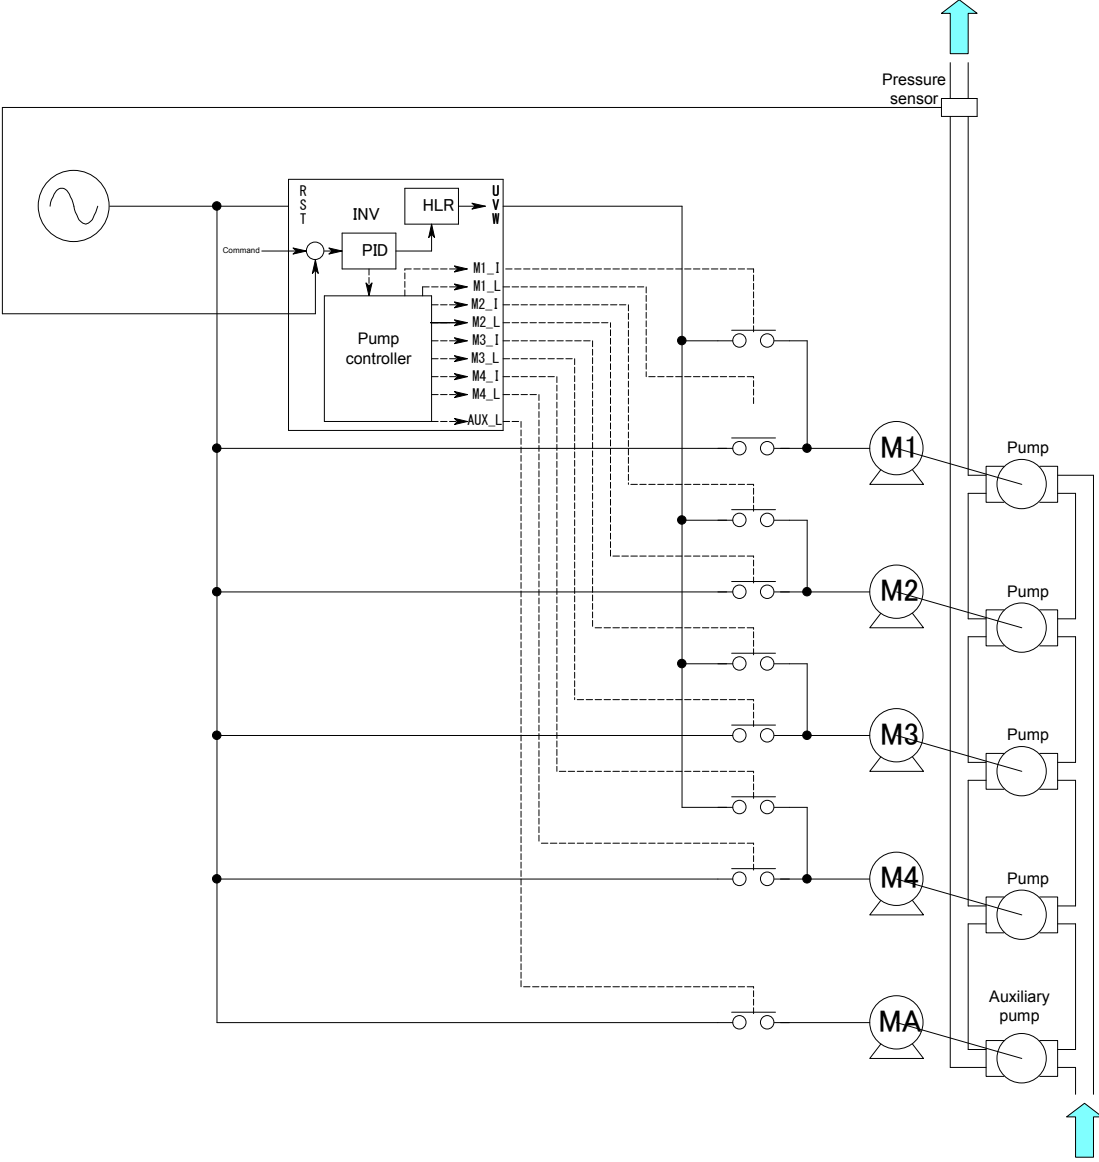 Pressure
sensor
R
S
T
INV
HLR
U
V
W
Command
PID
M1_I
M1_L
M2_I
M2_L
M3_I
M3_L
M4_I
M4_L
AUX_L
Pump
controller
M1
Pump
M2
Pump
M3
Pump
M4
Pump
Auxiliary
pump
MA